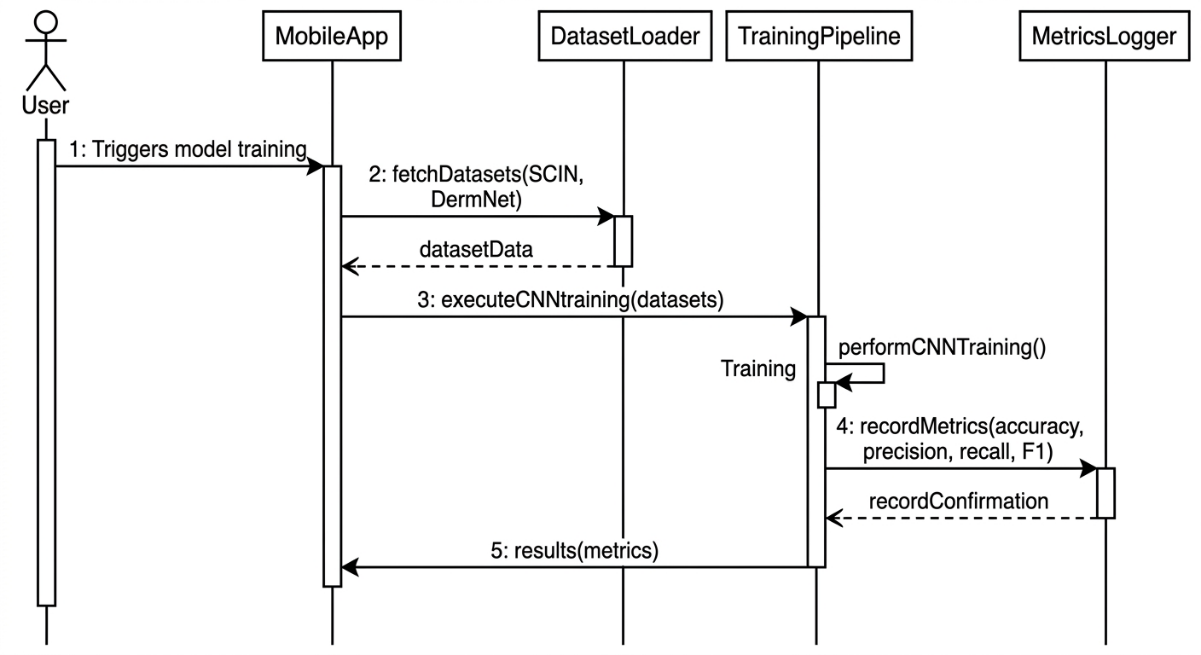 MobileApp
DatasetLoader
TrainingPipeline
MetricsLogger
User
1: Triggers model training
2: fetchDatasets(SCIN,
DermNet)
datasetData
3: executeCNNtraining(datasets)
performCNNTraining()
Training
4: recordMetrics(accuracy,
precision, recall, F1)
recordConfirmation
5: results(metrics)